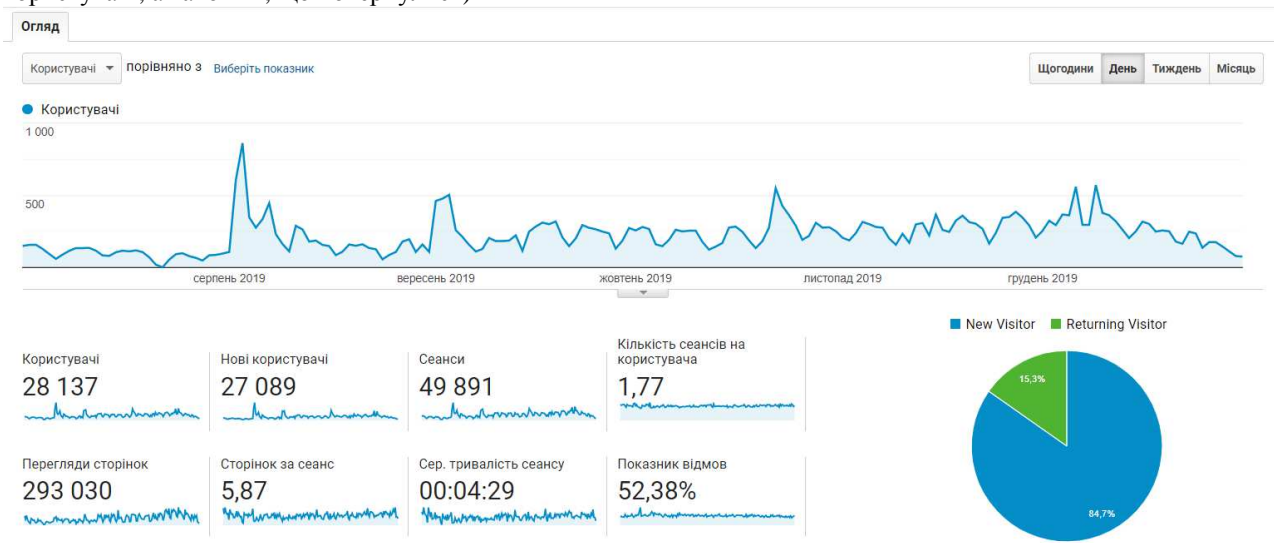 Огляд
Користувачі порівняно з Виберіть показник
Щогодини День Тиждень Місяць
Користувачі
1 000
500
серпень 2019 вересень 2019 жовтень 2019 листопад 2019 грудень 2019
New Visitor Returning Visitor
Користувачі
28 137
Нові користувачі
27 089
Сеанси
49 891
Кількість сеансів на
користувача
1,77
Перегляди сторінок
293 030
Сторінок за сеанс
5,87
Сер. тривалість сеансу
00:04:29
Показник відмов
52,38%
15,3%
84,7%